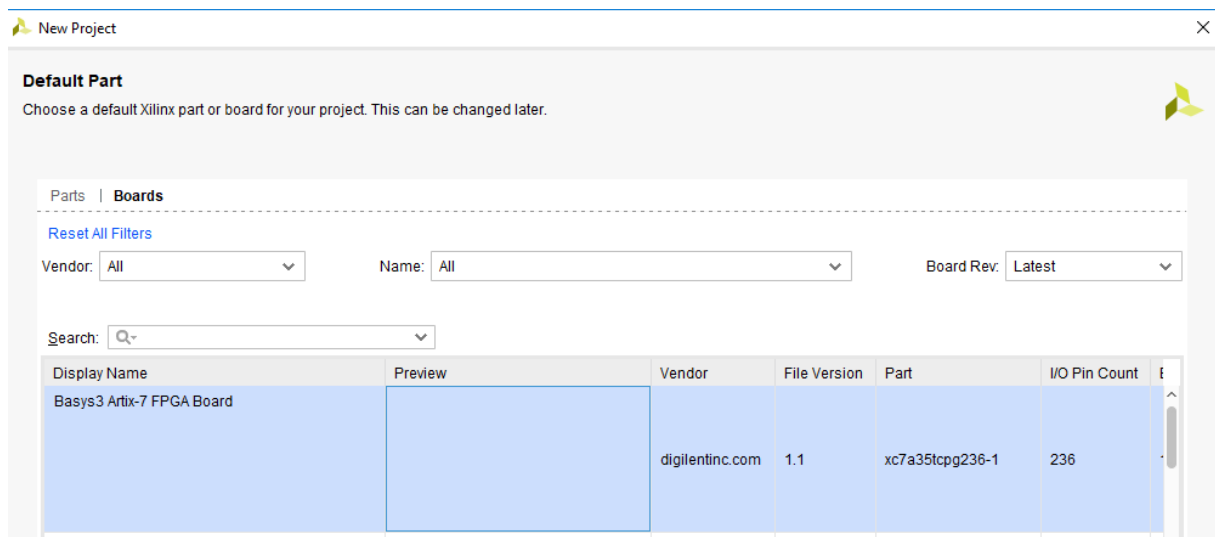 New Project
Default Part
Choose a default Xilinx part or board for your project. This can be changed later.
Parts | Boards
Reset All Filters
Vendor: All Name: All Board Rev: Latest
Search:
Display Name Preview Vendor File Version Part I/O Pin Count
Basys3 Artix-7 FPGA Board
digilentinc.com 1.1 xc7a35tcpg236-1 236